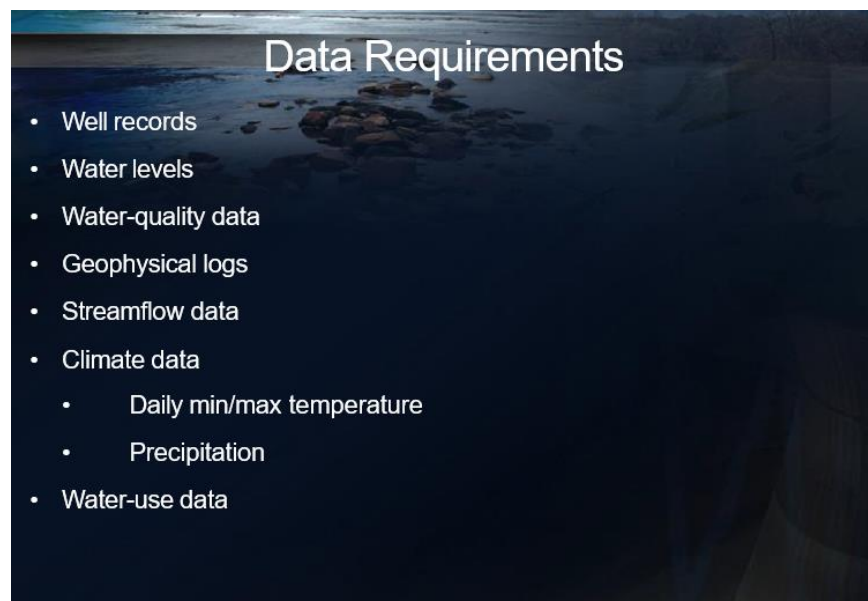 Data Requirements
• Well records
• Water levels
• Water-quality data
• Geophysical logs
• Streamflow data
• Climate data
• Daily min/max temperature
• Precipitation
• Water-use data